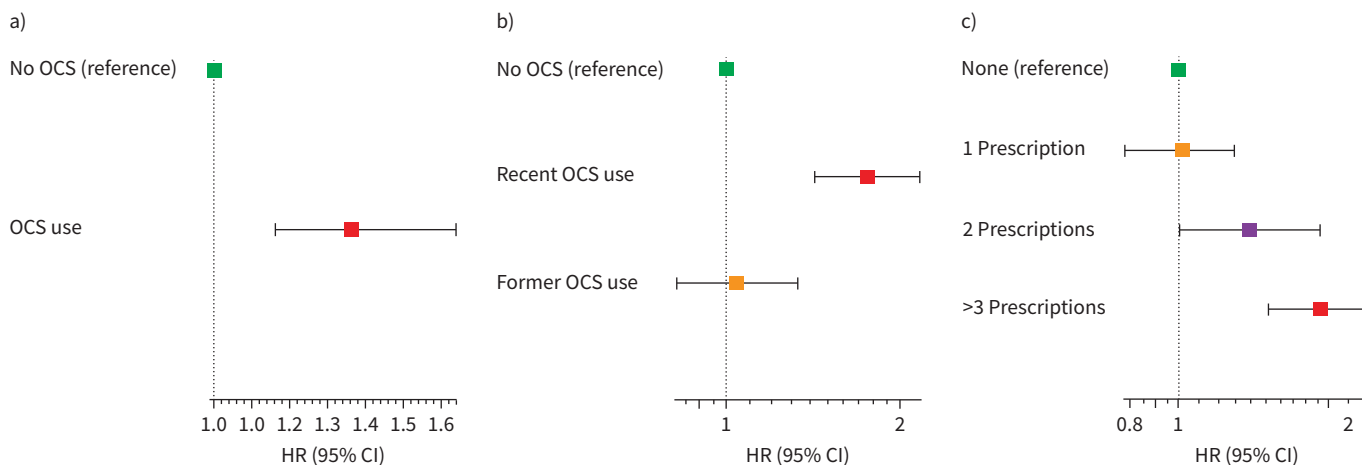 a)
No OCS (reference)
OCS use
1.0 1.0 1.2 1.3 1.4 1.5 1.6
HR (95% CI)
b)
No OCS (reference)
Recent OCS use
Former OCS use
1 2
HR (95% CI)
c)
None (reference)
1 Prescription
2 Prescriptions
>3 Prescriptions
0.8 1 2
HR (95% CI)